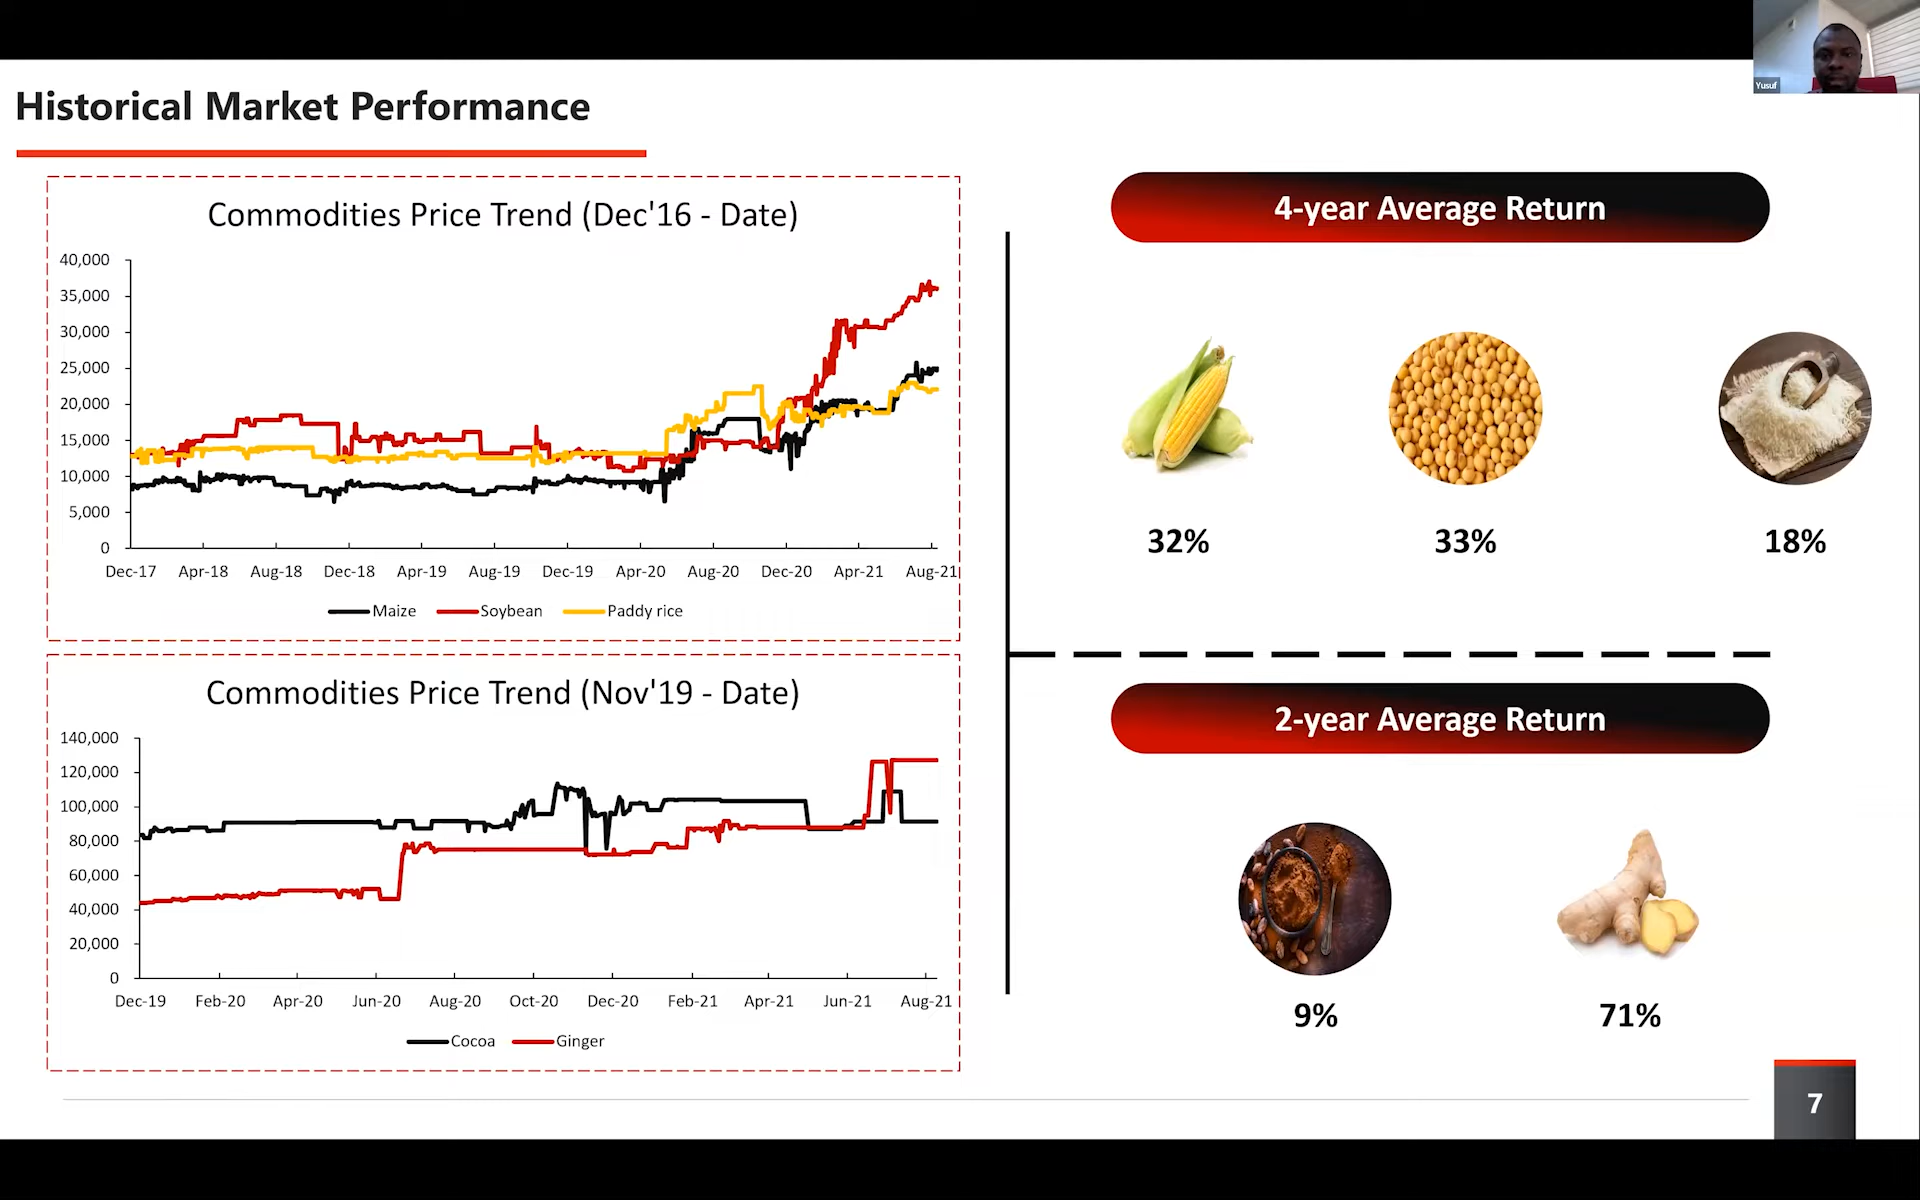 Yusuf
Historical Market Performance
Commodities Price Trend (Dec'16 - Date)
40,000
35,000
30,000
25,000
20,000
15,000
10,000
5,000
0
Dec-17 Apr-18 Aug-18 Dec-18 Apr-19 Aug-19 Dec-19 Apr-20 Aug-20 Dec-20 Apr-21 Aug-21
Maize Soybean Paddy rice
Commodities Price Trend (Nov'19 - Date)
140,000
120,000
100,000
80,000
60,000
40,000
20,000
0
Dec-19 Feb-20 Apr-20 Jun-20 Aug-20 Oct-20 Dec-20 Feb-21 Apr-21 Jun-21 Aug-21
Cocoa Ginger
4-year Average Return
32% 33% 18%
2-year Average Return
9% 71%
7